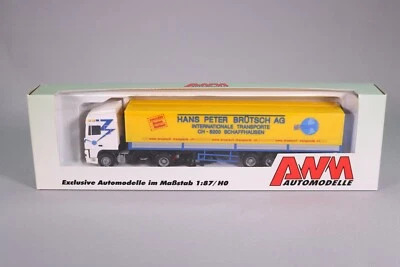 HANS PETER BRÜTSCH AG
INTERNATIONALE TRANSPORTE
CH - 8200 SCHAFFHAUSEN
AWM
AUTOMODELLE
Exclusive Automodelle im Maßstab 1:87/H0